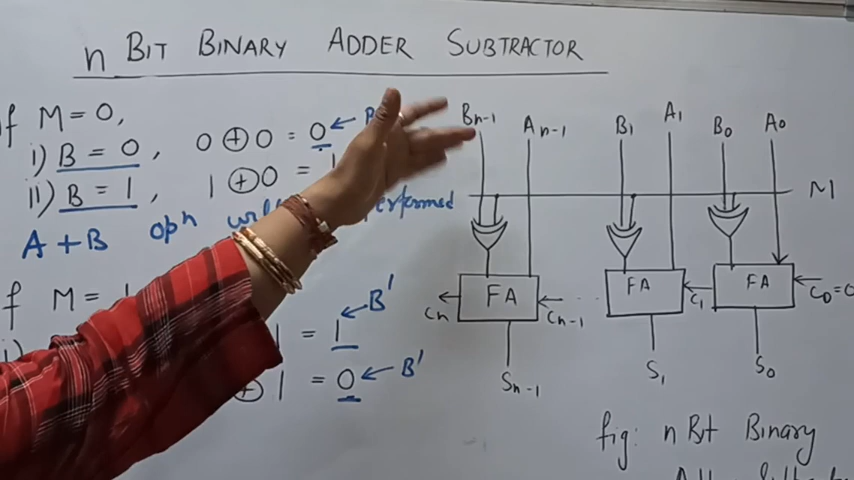 n BIT BINARY ADDER SUBTRACTOR
If M = 0,
i) B = 0, 0 ⊕ 0 = 0 ←
ii) B = 1, 1 ⊕ 0 = 1
A + B opn will performed
If M = 1
= 1 ← B'
⊕ 1 = 0 ← B'
Bn-1 An-1 B1 A1 B0 A0
M
FA FA FA
Cn Cn-1 C1 C0=0
Sn-1 S1 S0
fig: n Bit Binary